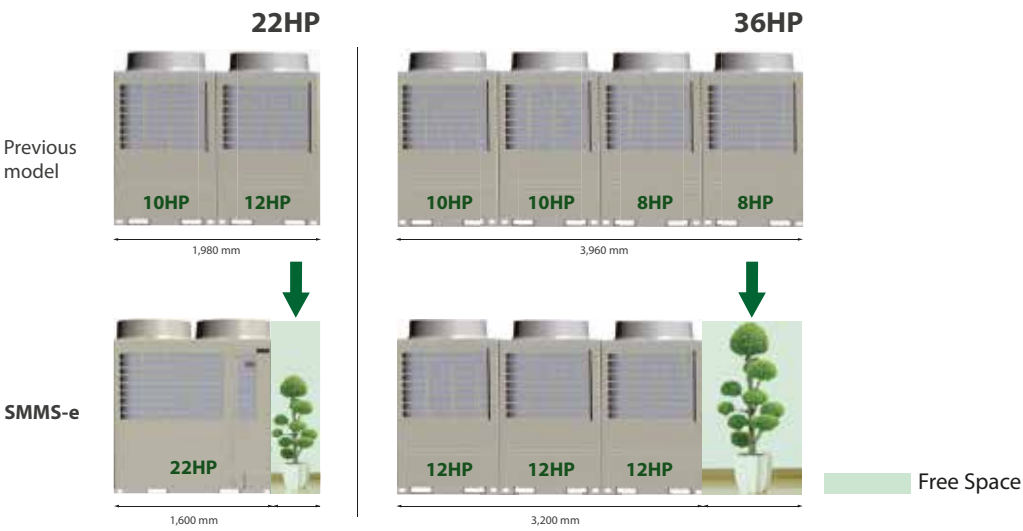 22HP
36HP
Previous
model
10HP
12HP
10HP
10HP
8HP
8HP
1,980 mm
3,960 mm
SMMS-e
22HP
12HP
12HP
12HP
Free Space
1,600 mm
3,200 mm